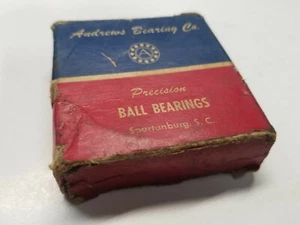 Andrews Bearing Co.
A
Precision
BALL BEARINGS
Spartanburg, S. C.